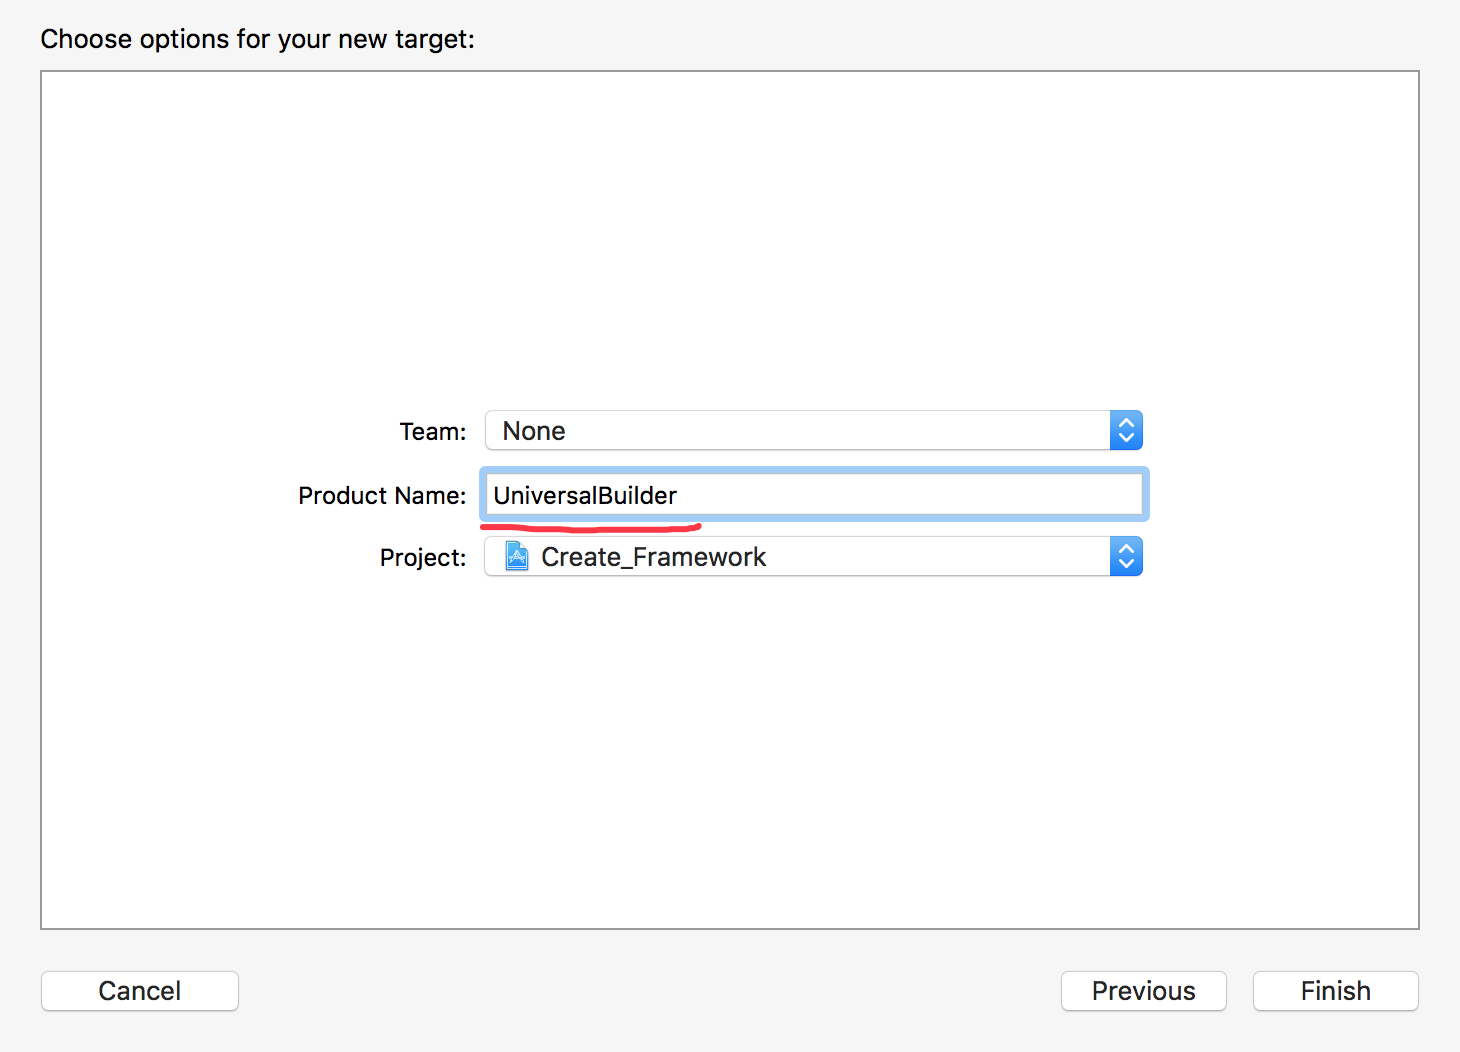 Choose options for your new target:
Team: None
Product Name: UniversalBuilder
Project: Create_Framework
Cancel Previous Finish